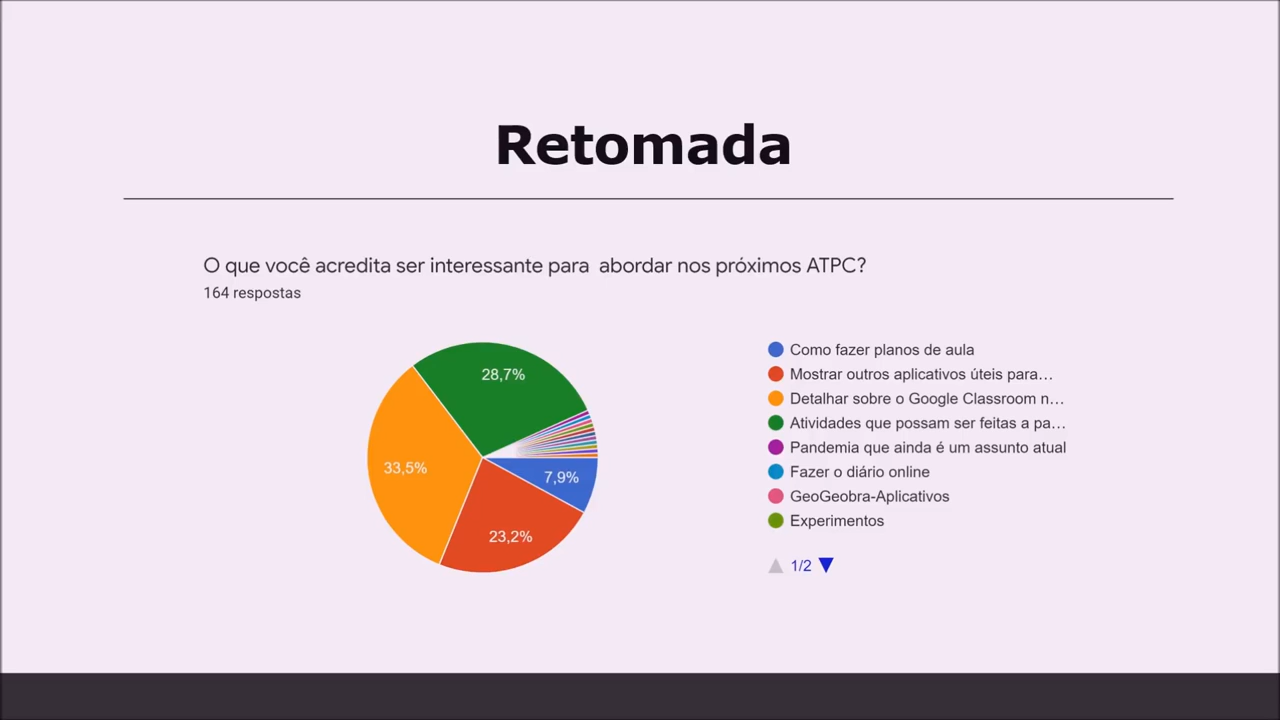 Retomada
O que você acredita ser interessante para abordar nos próximos ATPC?
164 respostas
28,7%
33,5%
7,9%
23,2%
Como fazer planos de aula
Mostrar outros aplicativos úteis para…
Detalhar sobre o Google Classroom n…
Atividades que possam ser feitas a pa…
Pandemia que ainda é um assunto atual
Fazer o diário online
GeoGeobra-Aplicativos
Experimentos
1/2